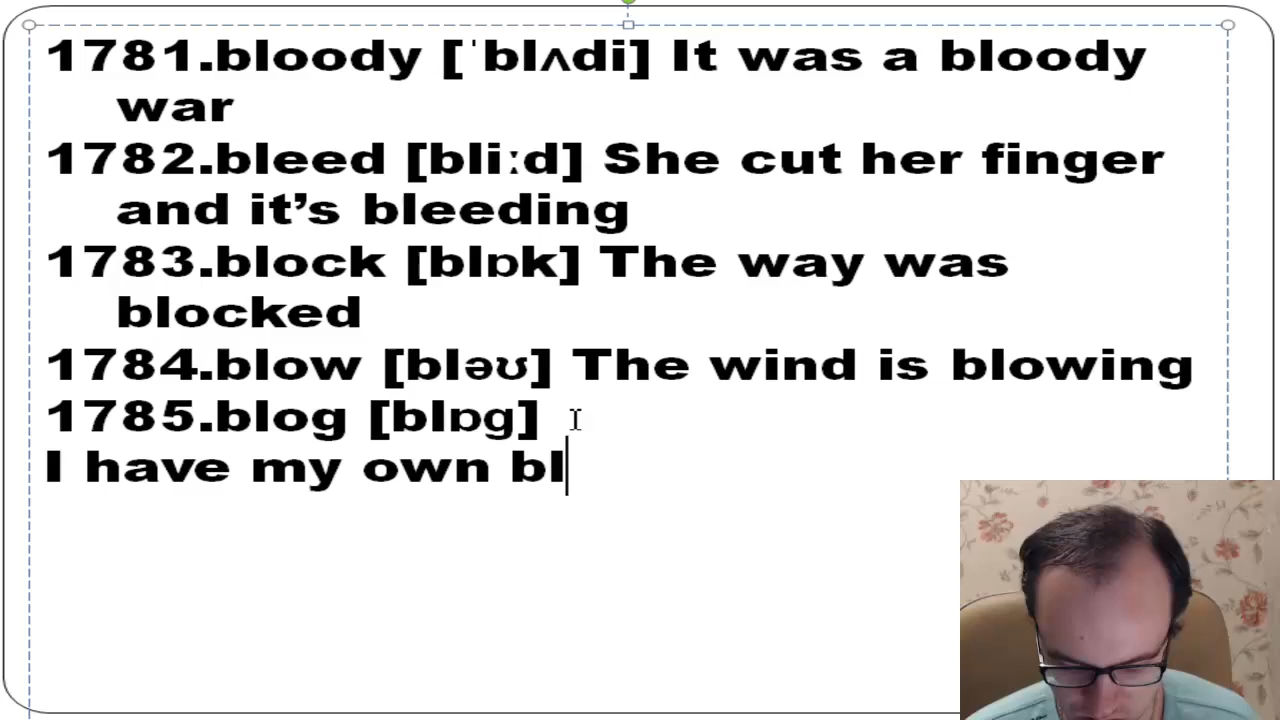 1781.bloody [ˈblʌdi] It was a bloody
war
1782.bleed [bliːd] She cut her finger
and it’s bleeding
1783.block [blɒk] The way was
blocked
1784.blow [bləʊ] The wind is blowing
1785.blog [blɒg]
I have my own bl